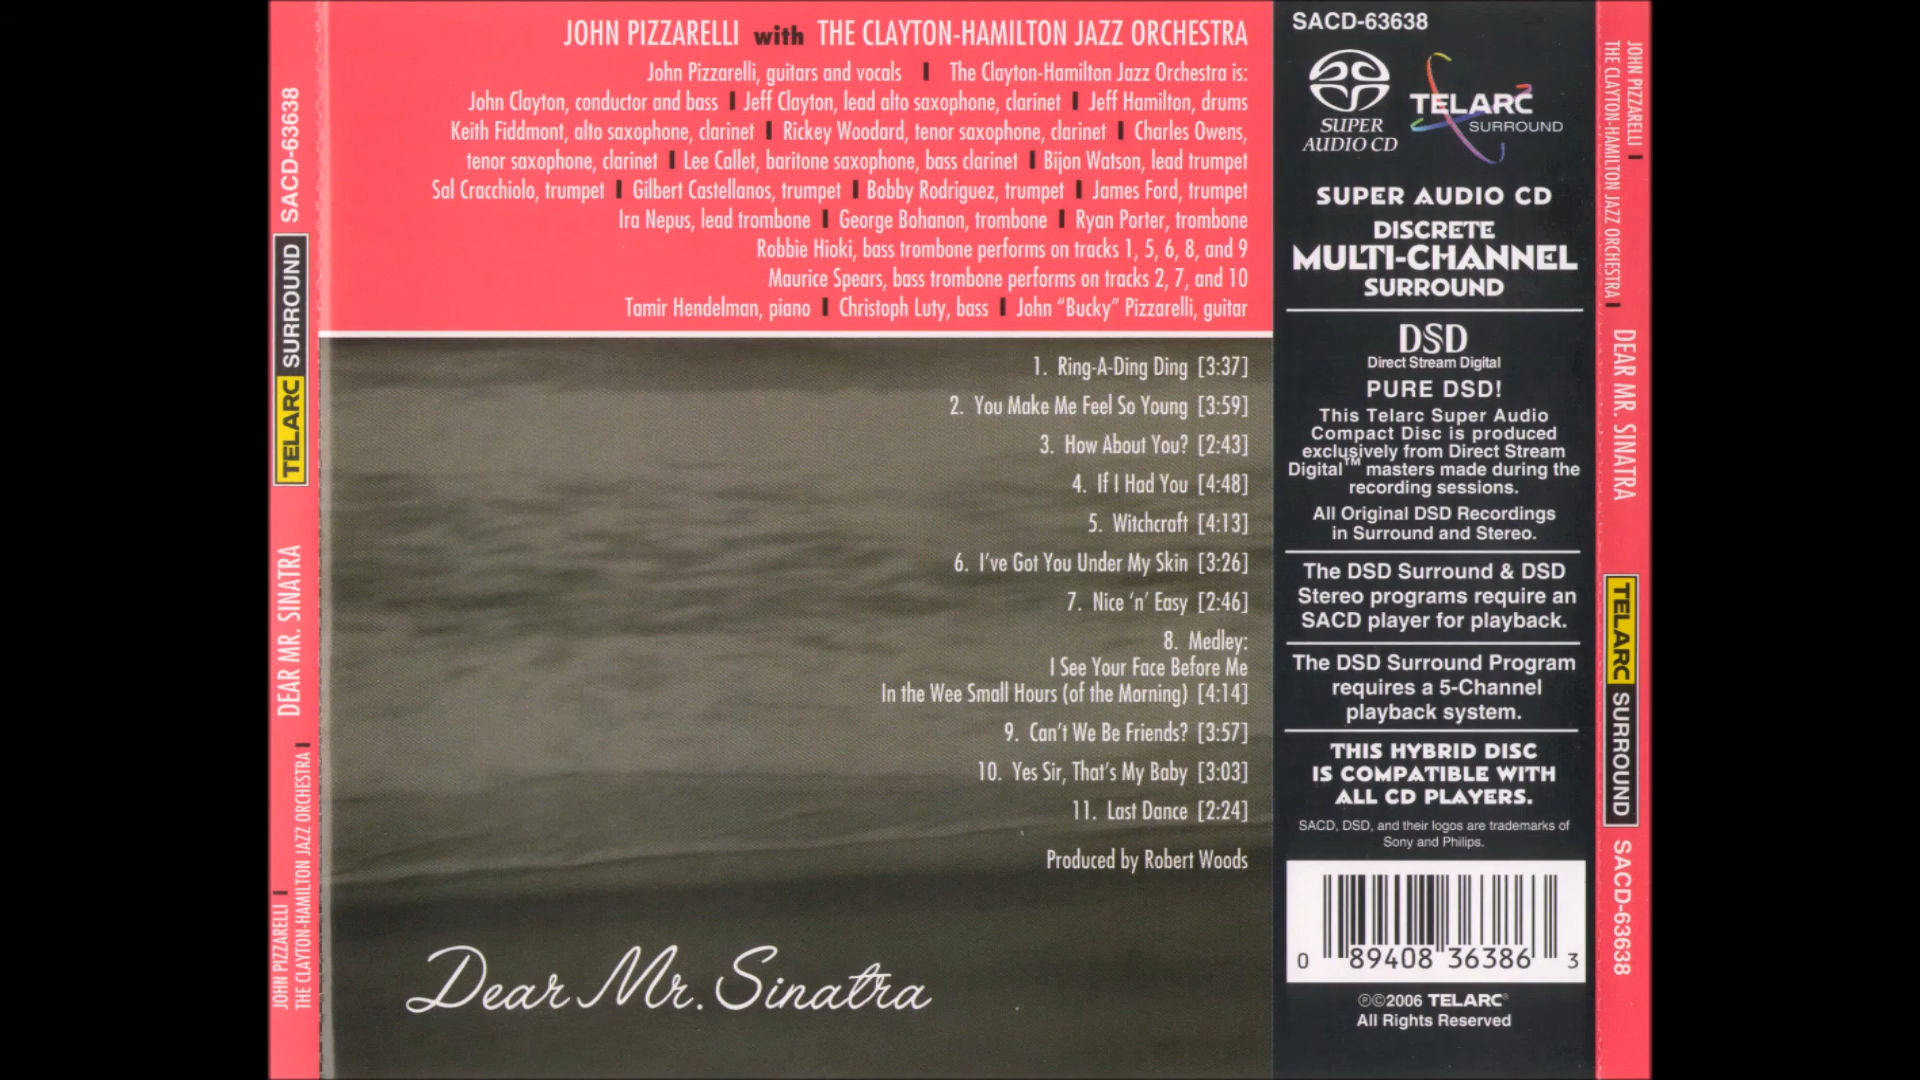 JOHN PIZZARELLI with THE CLAYTON-HAMILTON JAZZ ORCHESTRA
John Pizzarelli, guitars and vocals | The Clayton-Hamilton Jazz Orchestra is:
John Clayton, conductor and bass | Jeff Clayton, lead alto saxophone, clarinet | Jeff Hamilton, drums
Keith Fiddmont, alto saxophone, clarinet | Rickey Woodard, tenor saxophone, clarinet | Charles Owens,
tenor saxophone, clarinet | Lee Callet, baritone saxophone, bass clarinet | Bijon Watson, lead trumpet
Sal Cracchiolo, trumpet | Gilbert Castellanos, trumpet | Bobby Rodriguez, trumpet | James Ford, trumpet
Ira Nepus, lead trombone | George Bohanon, trombone | Ryan Porter, trombone
Robbie Hioki, bass trombone performs on tracks 1, 5, 6, 8, and 9
Maurice Spears, bass trombone performs on tracks 2, 7, and 10
Tamir Hendelman, piano | Christoph Luty, bass | John “Bucky” Pizzarelli, guitar
1. Ring-A-Ding Ding [3:37]
2. You Make Me Feel So Young [3:59]
3. How About You? [2:43]
4. If I Had You [4:48]
5. Witchcraft [4:13]
6. I’ve Got You Under My Skin [3:26]
7. Nice ‘n’ Easy [2:46]
8. Medley:
I See Your Face Before Me
In the Wee Small Hours (of the Morning) [4:14]
9. Can’t We Be Friends? [3:57]
10. Yes Sir, That’s My Baby [3:03]
11. Last Dance [2:24]
Produced by Robert Woods
Dear Mr. Sinatra
SACD-63638
SUPER
AUDIO CD
TELARC
SURROUND
SUPER AUDIO CD
DISCRETE
MULTI-CHANNEL
SURROUND
DSD
Direct Stream Digital
PURE DSD!
This Telarc Super Audio
Compact Disc is produced
exclusively from Direct Stream
Digital™ masters made during the
recording sessions.
All Original DSD Recordings
in Surround and Stereo.
The DSD Surround & DSD
Stereo programs require an
SACD player for playback.
The DSD Surround Program
requires a 5-Channel
playback system.
THIS HYBRID DISC
IS COMPATIBLE WITH
ALL CD PLAYERS.
SACD, DSD, and their logos are trademarks of
Sony and Philips.
0 89408 36386 3
℗©2006 TELARC®
All Rights Reserved
JOHN PIZZARELLI |
THE CLAYTON-HAMILTON JAZZ ORCHESTRA |
DEAR MR. SINATRA
TELARC SURROUND
SACD-63638
JOHN PIZZARELLI |
THE CLAYTON-HAMILTON JAZZ ORCHESTRA |
DEAR MR. SINATRA
TELARC SURROUND
SACD-63638